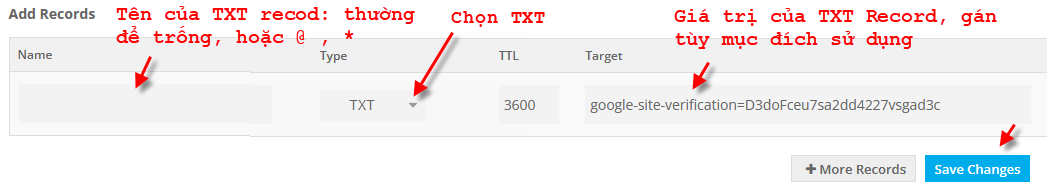 Add Records
Tên của TXT recod: thường
để trống, hoặc @ , *
Chọn TXT
Giá trị của TXT Record, gán
tùy mục đích sử dụng
Name
Type
TTL
Target
TXT
3600
google-site-verification=D3doFceu7sa2dd4227vsgad3c
+ More Records
Save Changes